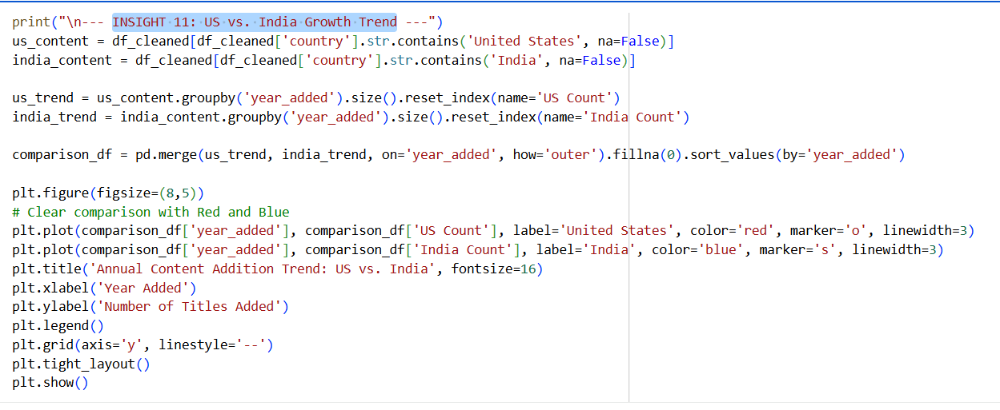 print("\n--- INSIGHT 11: US vs. India Growth Trend ---")
us_content = df_cleaned[df_cleaned['country'].str.contains('United States', na=False)]
india_content = df_cleaned[df_cleaned['country'].str.contains('India', na=False)]
us_trend = us_content.groupby('year_added').size().reset_index(name='US Count')
india_trend = india_content.groupby('year_added').size().reset_index(name='India Count')
comparison_df = pd.merge(us_trend, india_trend, on='year_added', how='outer').fillna(0).sort_values(by='year_added')
plt.figure(figsize=(8,5))
# Clear comparison with Red and Blue
plt.plot(comparison_df['year_added'], comparison_df['US Count'], label='United States', color='red', marker='o', linewidth=3)
plt.plot(comparison_df['year_added'], comparison_df['India Count'], label='India', color='blue', marker='s', linewidth=3)
plt.title('Annual Content Addition Trend: US vs. India', fontsize=16)
plt.xlabel('Year Added')
plt.ylabel('Number of Titles Added')
plt.legend()
plt.grid(axis='y', linestyle='--')
plt.tight_layout()
plt.show()